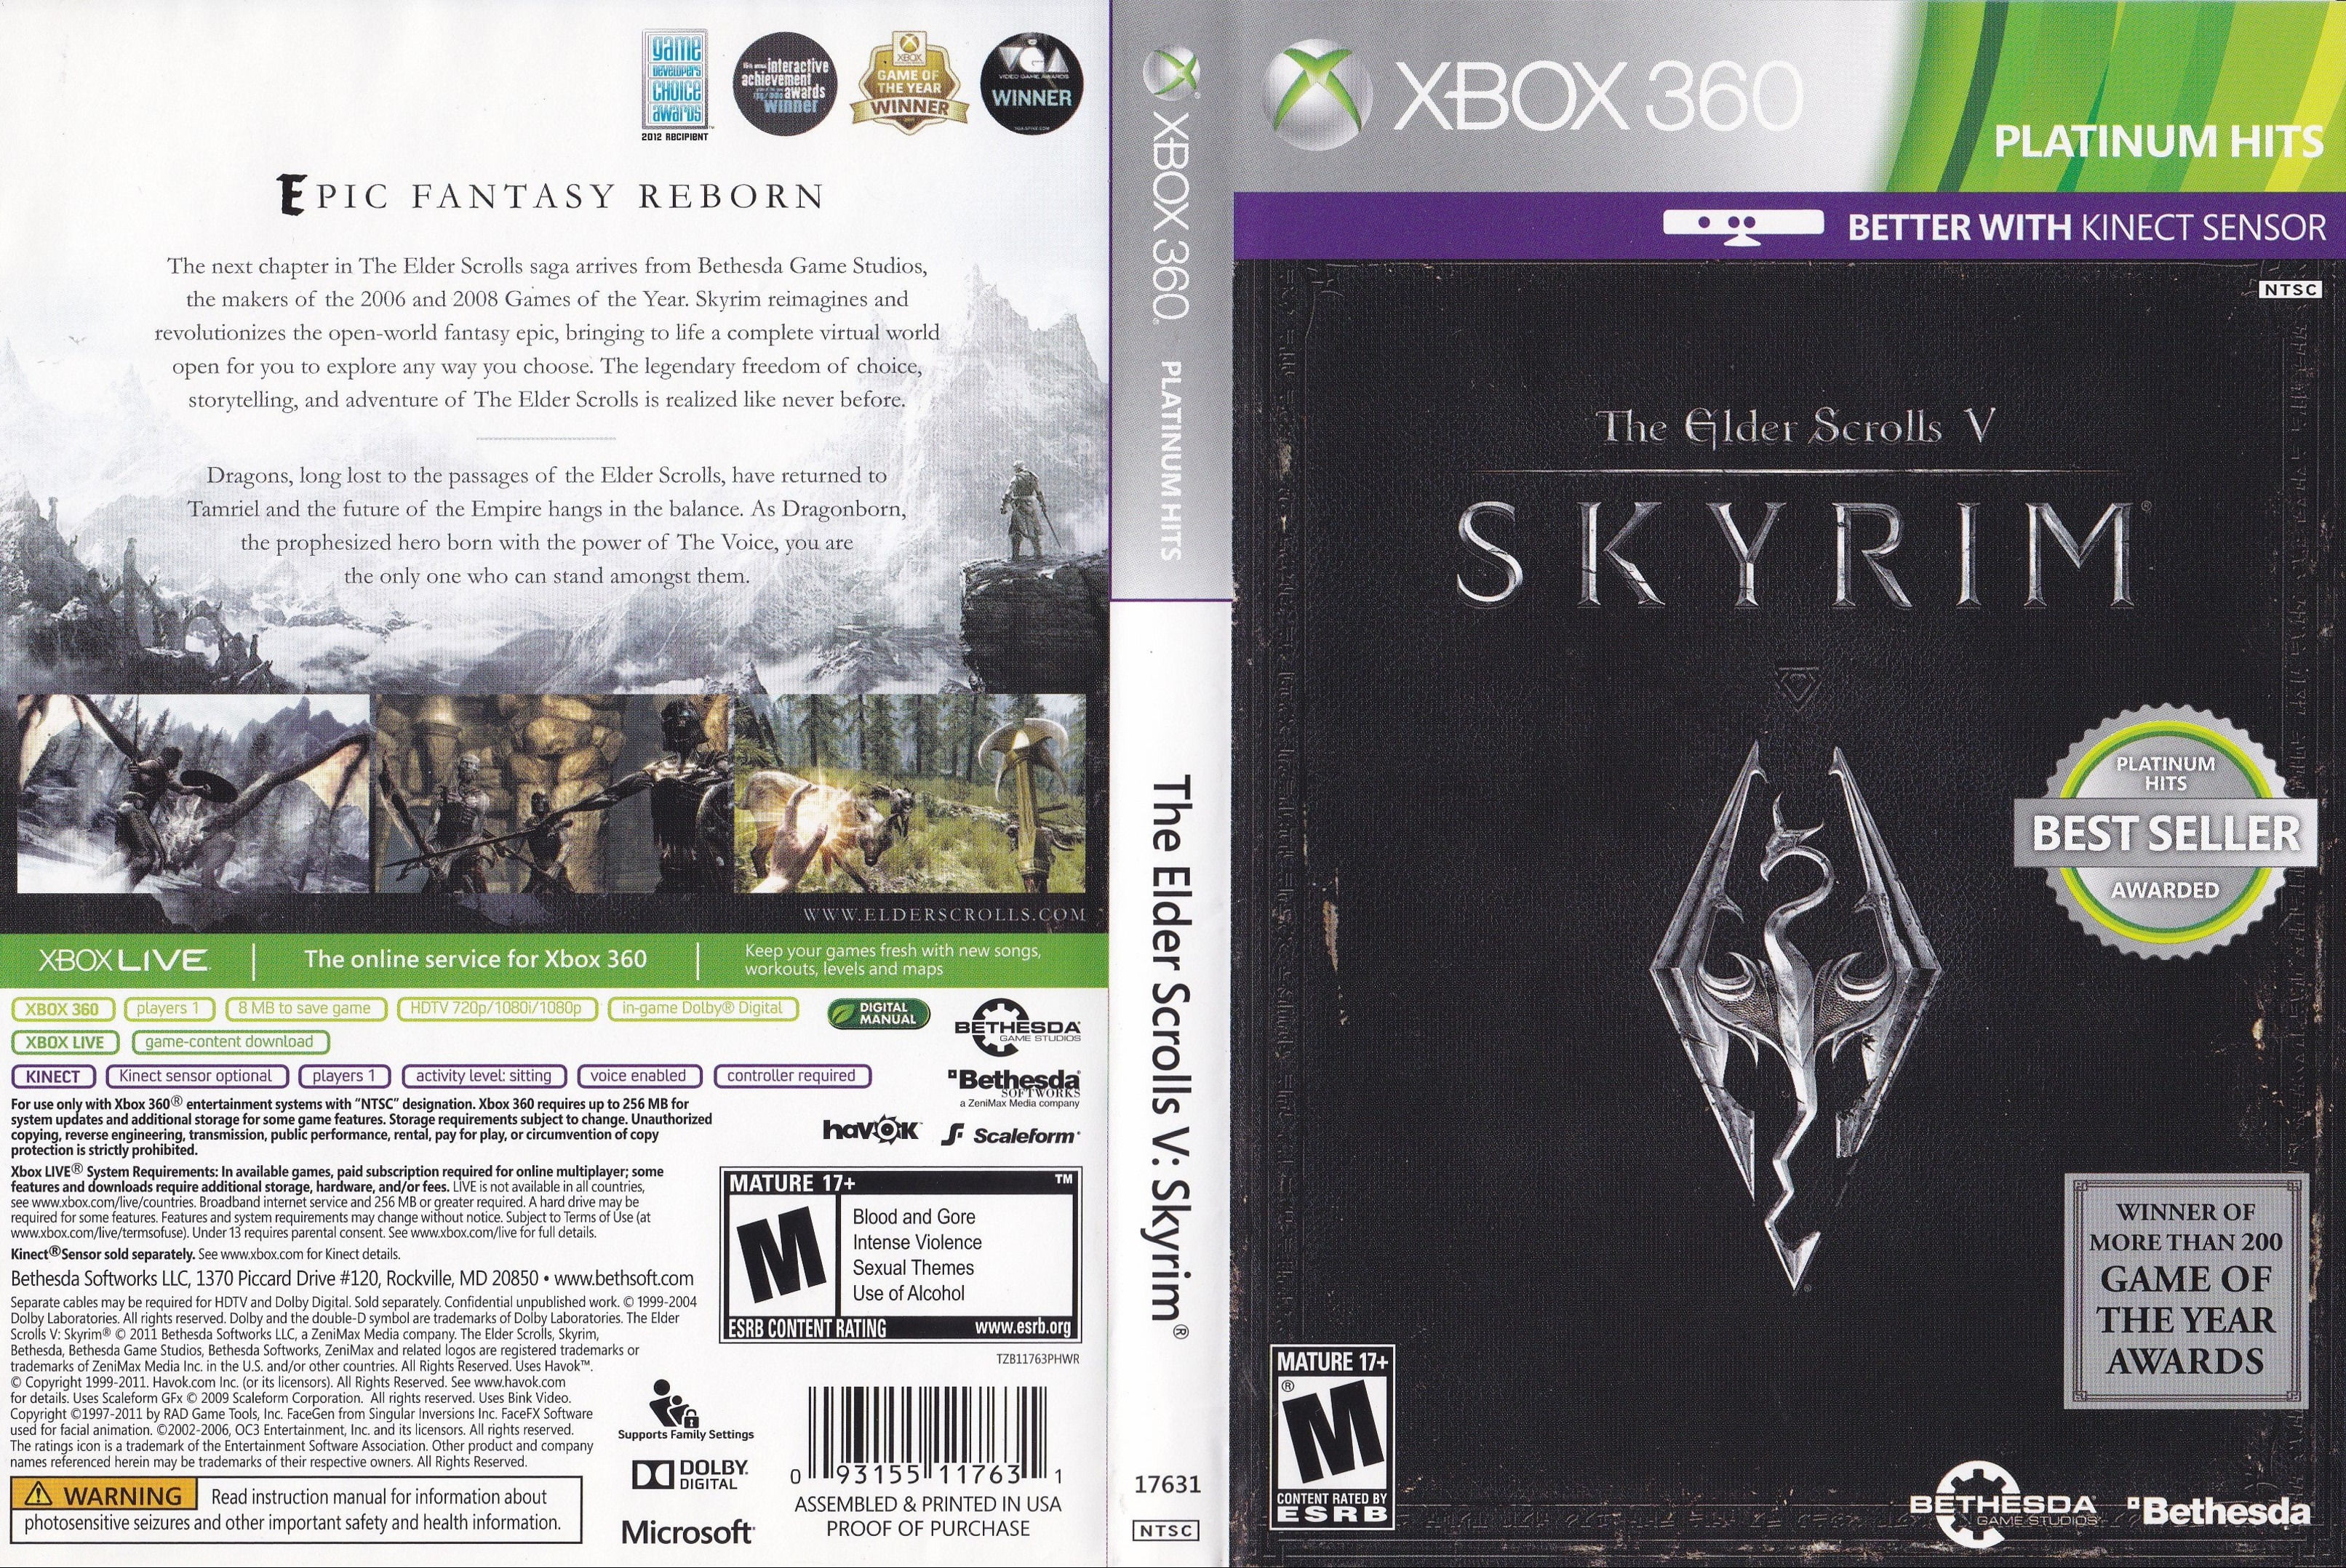 game
developers
CHOICE
awards™
2012 RECIPIENT
interactive
achievement
awards
winner
XBOX
GAME OF
THE YEAR
WINNER
VGA
VIDEO GAME AWARDS
WINNER
EPIC FANTASY REBORN
The next chapter in The Elder Scrolls saga arrives from Bethesda Game Studios,
the makers of the 2006 and 2008 Games of the Year. Skyrim reimagines and
revolutionizes the open-world fantasy epic, bringing to life a complete virtual world
open for you to explore any way you choose. The legendary freedom of choice,
storytelling, and adventure of The Elder Scrolls is realized like never before.
Dragons, long lost to the passages of the Elder Scrolls, have returned to
Tamriel and the future of the Empire hangs in the balance. As Dragonborn,
the prophesized hero born with the power of The Voice, you are
the only one who can stand amongst them.
WWW.ELDERSCROLLS.COM
XBOX LIVE
The online service for Xbox 360
Keep your games fresh with new songs,
workouts, levels and maps
XBOX 360 players 1 8 MB to save game HDTV 720p/1080i/1080p in-game Dolby® Digital
XBOX LIVE game-content download
KINECT Kinect sensor optional players 1 activity level: sitting voice enabled controller required
DIGITAL
MANUAL
BETHESDA®
GAME STUDIOS
Bethesda®
SOFTWORKS
a ZeniMax Media company
havok™ Scaleform®
For use only with Xbox 360® entertainment systems with “NTSC” designation. Xbox 360 requires up to 256 MB for
system updates and additional storage for some game features. Storage requirements subject to change. Unauthorized
copying, reverse engineering, transmission, public performance, rental, pay for play, or circumvention of copy
protection is strictly prohibited.
Xbox LIVE® System Requirements: In available games, paid subscription required for online multiplayer; some
features and downloads require additional storage, hardware, and/or fees. LIVE is not available in all countries,
see www.xbox.com/live/countries. Broadband internet service and 256 MB or greater required. A hard drive may be
required for some features. Features and system requirements may change without notice. Subject to Terms of Use (at
www.xbox.com/live/termsofuse). Under 13 requires parental consent. See www.xbox.com/live for full details.
Kinect® Sensor sold separately. See www.xbox.com for Kinect details.
Bethesda Softworks LLC, 1370 Piccard Drive #120, Rockville, MD 20850 • www.bethsoft.com
Separate cables may be required for HDTV and Dolby Digital. Sold separately. Confidential unpublished work. © 1999-2004
Dolby Laboratories. All rights reserved. Dolby and the double-D symbol are trademarks of Dolby Laboratories. The Elder
Scrolls V: Skyrim® © 2011 Bethesda Softworks LLC, a ZeniMax Media company. The Elder Scrolls, Skyrim,
Bethesda, Bethesda Game Studios, Bethesda Softworks, ZeniMax and related logos are registered trademarks or
trademarks of ZeniMax Media Inc. in the U.S. and/or other countries. All Rights Reserved. Uses Havok™.
© Copyright 1999-2011. Havok.com Inc. (or its licensors). All Rights Reserved. See www.havok.com
for details. Uses Scaleform GFx © 2009 Scaleform Corporation. All rights reserved. Uses Bink Video.
Copyright ©1997-2011 by RAD Game Tools, Inc. FaceGen from Singular Inversions Inc. FaceFX Software
used for facial animation. ©2002-2006, OC3 Entertainment, Inc. and its licensors. All rights reserved.
The ratings icon is a trademark of the Entertainment Software Association. Other product and company
names referenced herein may be trademarks of their respective owners. All Rights Reserved.
WARNING Read instruction manual for information about
photosensitive seizures and other important safety and health information.
MATURE 17+ ™
M
Blood and Gore
Intense Violence
Sexual Themes
Use of Alcohol
ESRB CONTENT RATING www.esrb.org
TZB11763PHWR
Supports Family Settings
DOLBY
DIGITAL
Microsoft®
0 93155 11763 1
ASSEMBLED & PRINTED IN USA
PROOF OF PURCHASE
XBOX 360® PLATINUM HITS
The Elder Scrolls V: Skyrim®
17631
NTSC
XBOX 360
PLATINUM HITS
BETTER WITH KINECT SENSOR
NTSC
The Elder Scrolls V
SKYRIM®
PLATINUM
HITS
BEST SELLER
AWARDED
WINNER OF
MORE THAN 200
GAME OF
THE YEAR
AWARDS
MATURE 17+
® M
CONTENT RATED BY
ESRB
BETHESDA®
GAME STUDIOS
Bethesda®